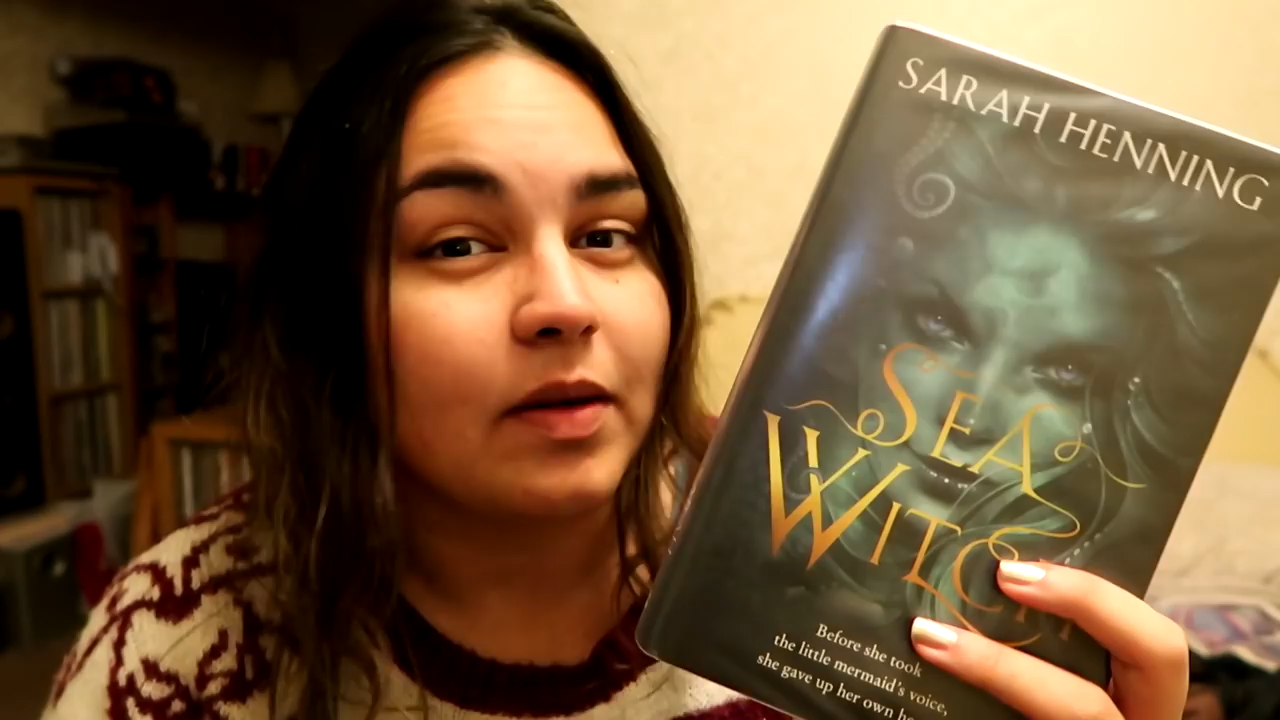 SARAH HENNING
SEA
WITCH
Before she took
the little mermaid's voice,
she gave up her own